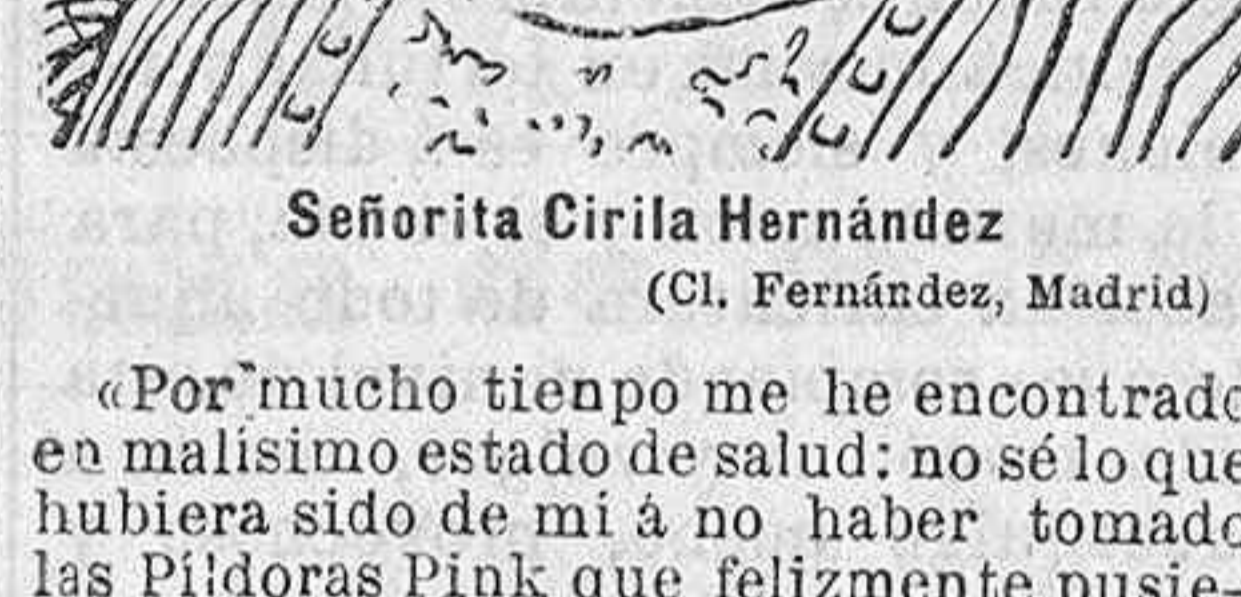 Señorita Cirila Hernández
(Cl. Fernández, Madrid)
«Por mucho tienpo me he encontrado
en malísimo estado de salud: no sé lo que
hubiera sido de mí á no haber tomado
las Píldoras Pink que felizmente pusie-